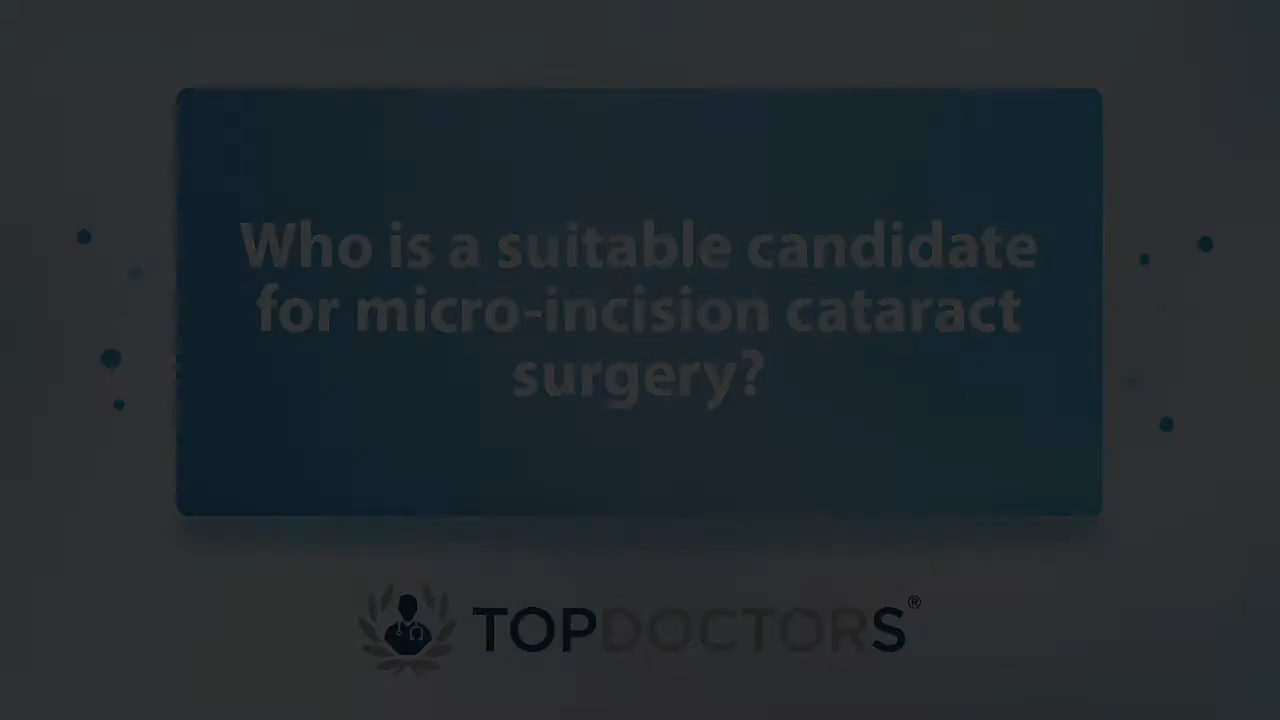 Who is a suitable candidate
for micro-incision cataract
surgery?
TOPDOCTORS®